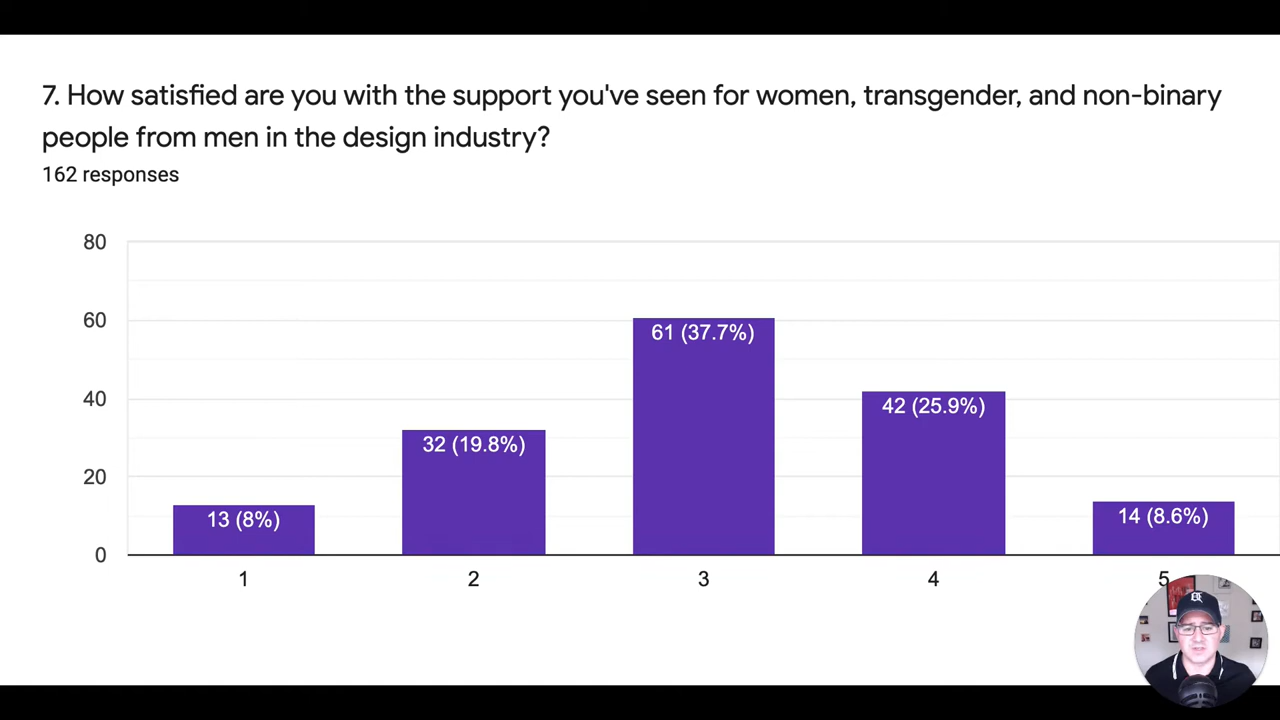 7. How satisfied are you with the support you've seen for women, transgender, and non-binary
people from men in the design industry?
162 responses
80
60
61 (37.7%)
40
42 (25.9%)
32 (19.8%)
20
14 (8.6%)
13 (8%)
0
1 2 3 4 5